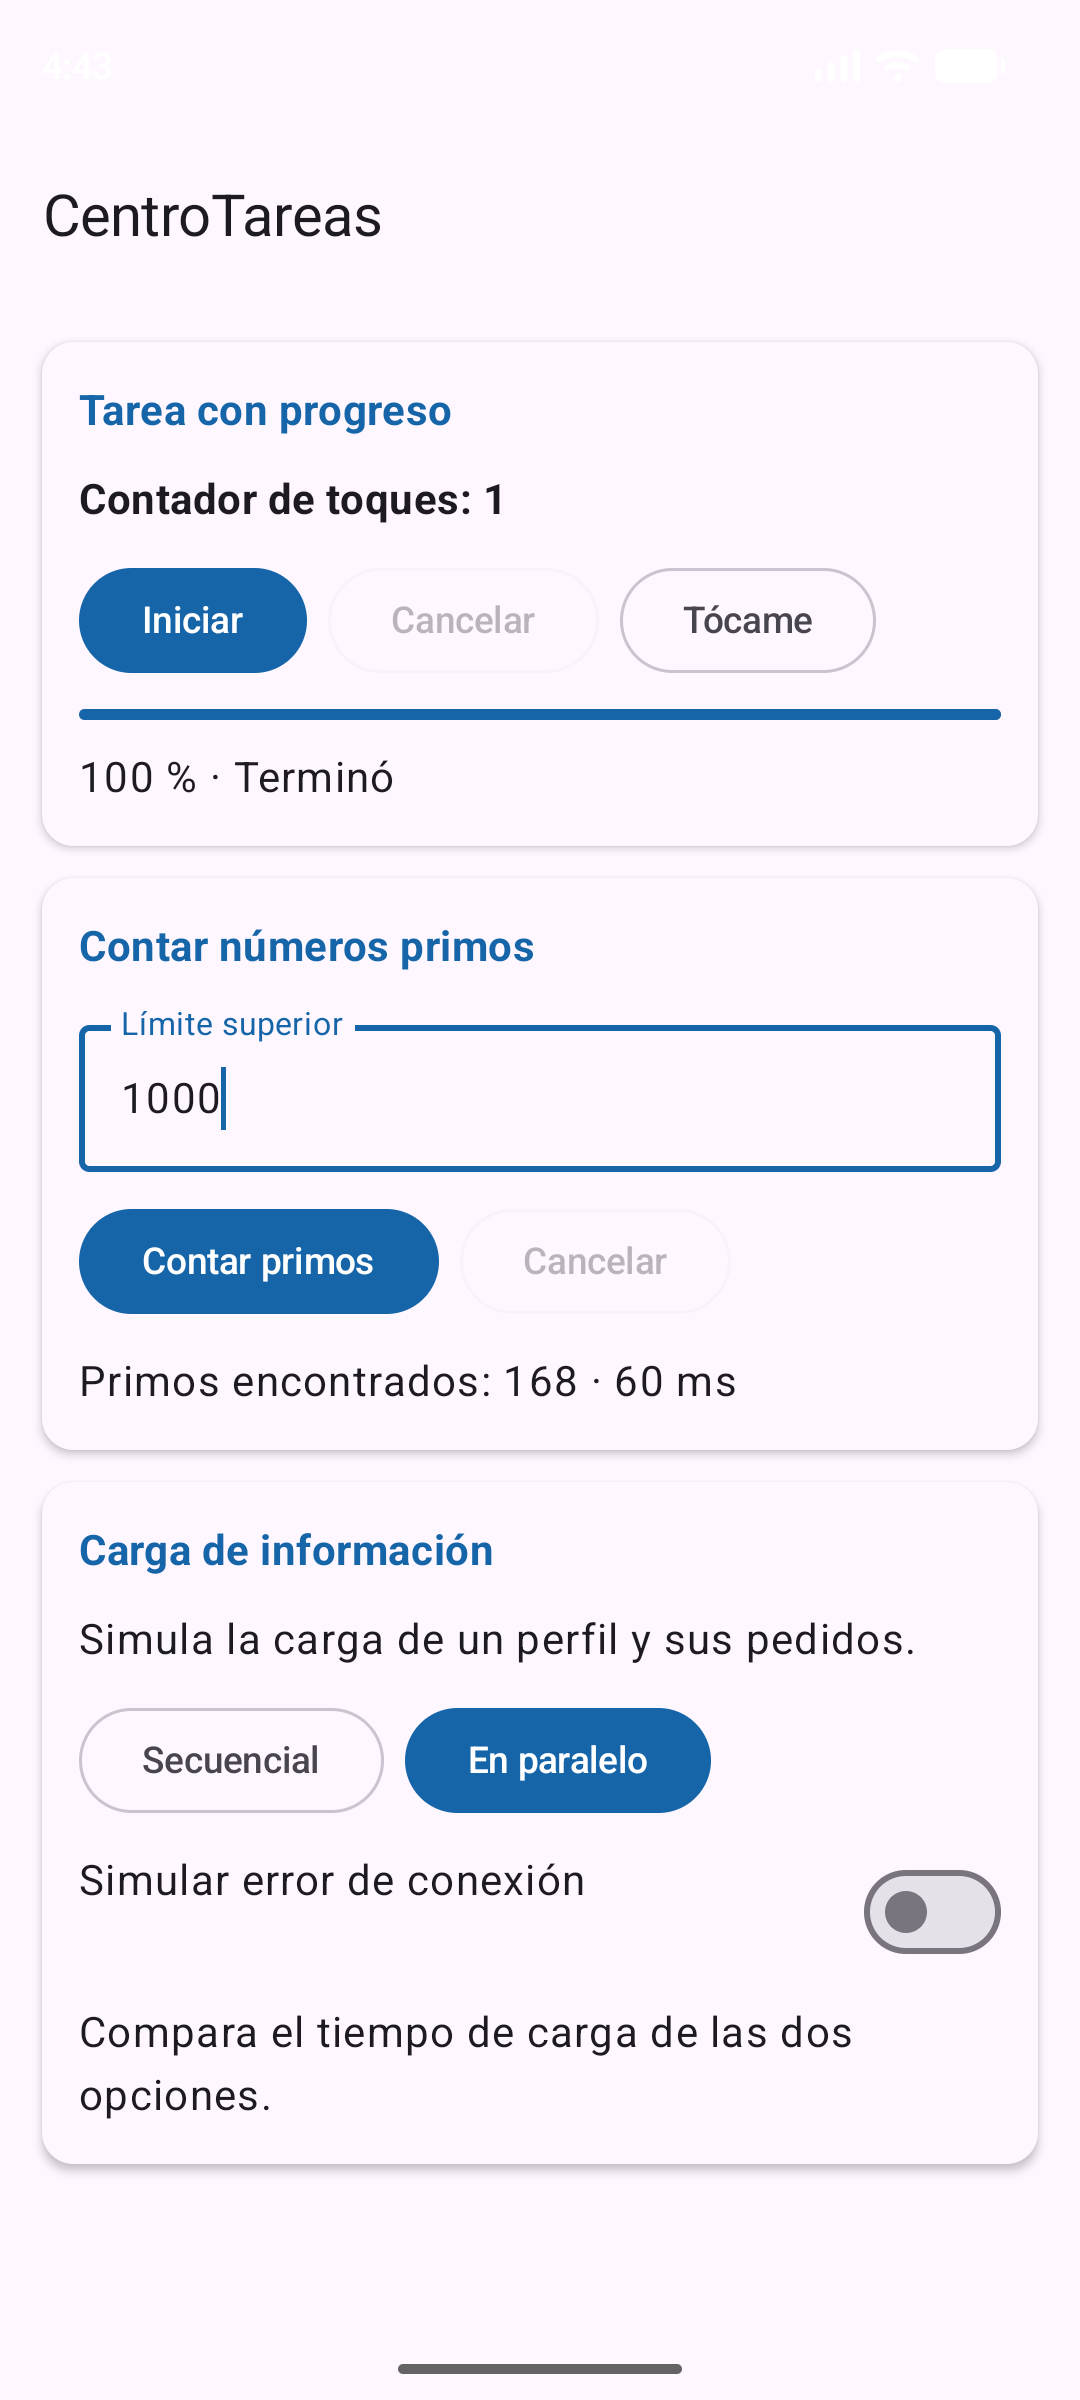 4:43
CentroTareas
Tarea con progreso
Contador de toques: 1
Iniciar
Cancelar
Tócame
100 % · Terminó
Contar números primos
Límite superior
1000
Contar primos
Cancelar
Primos encontrados: 168 · 60 ms
Carga de información
Simula la carga de un perfil y sus pedidos.
Secuencial
En paralelo
Simular error de conexión
Compara el tiempo de carga de las dos
opciones.